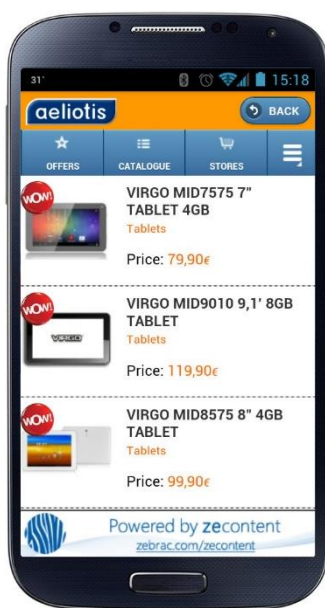 31°
15:18
aeliotis
BACK
OFFERS
CATALOGUE
STORES
WOW!
VIRGO MID7575 7"
TABLET 4GB
Tablets
Price: 79,90€
WOW!
VIRGO
VIRGO MID9010 9,1' 8GB
TABLET
Tablets
Price: 119,90€
WOW!
VIRGO MID8575 8" 4GB
TABLET
Tablets
Price: 99,90€
Powered by zecontent
zebrac.com/zecontent